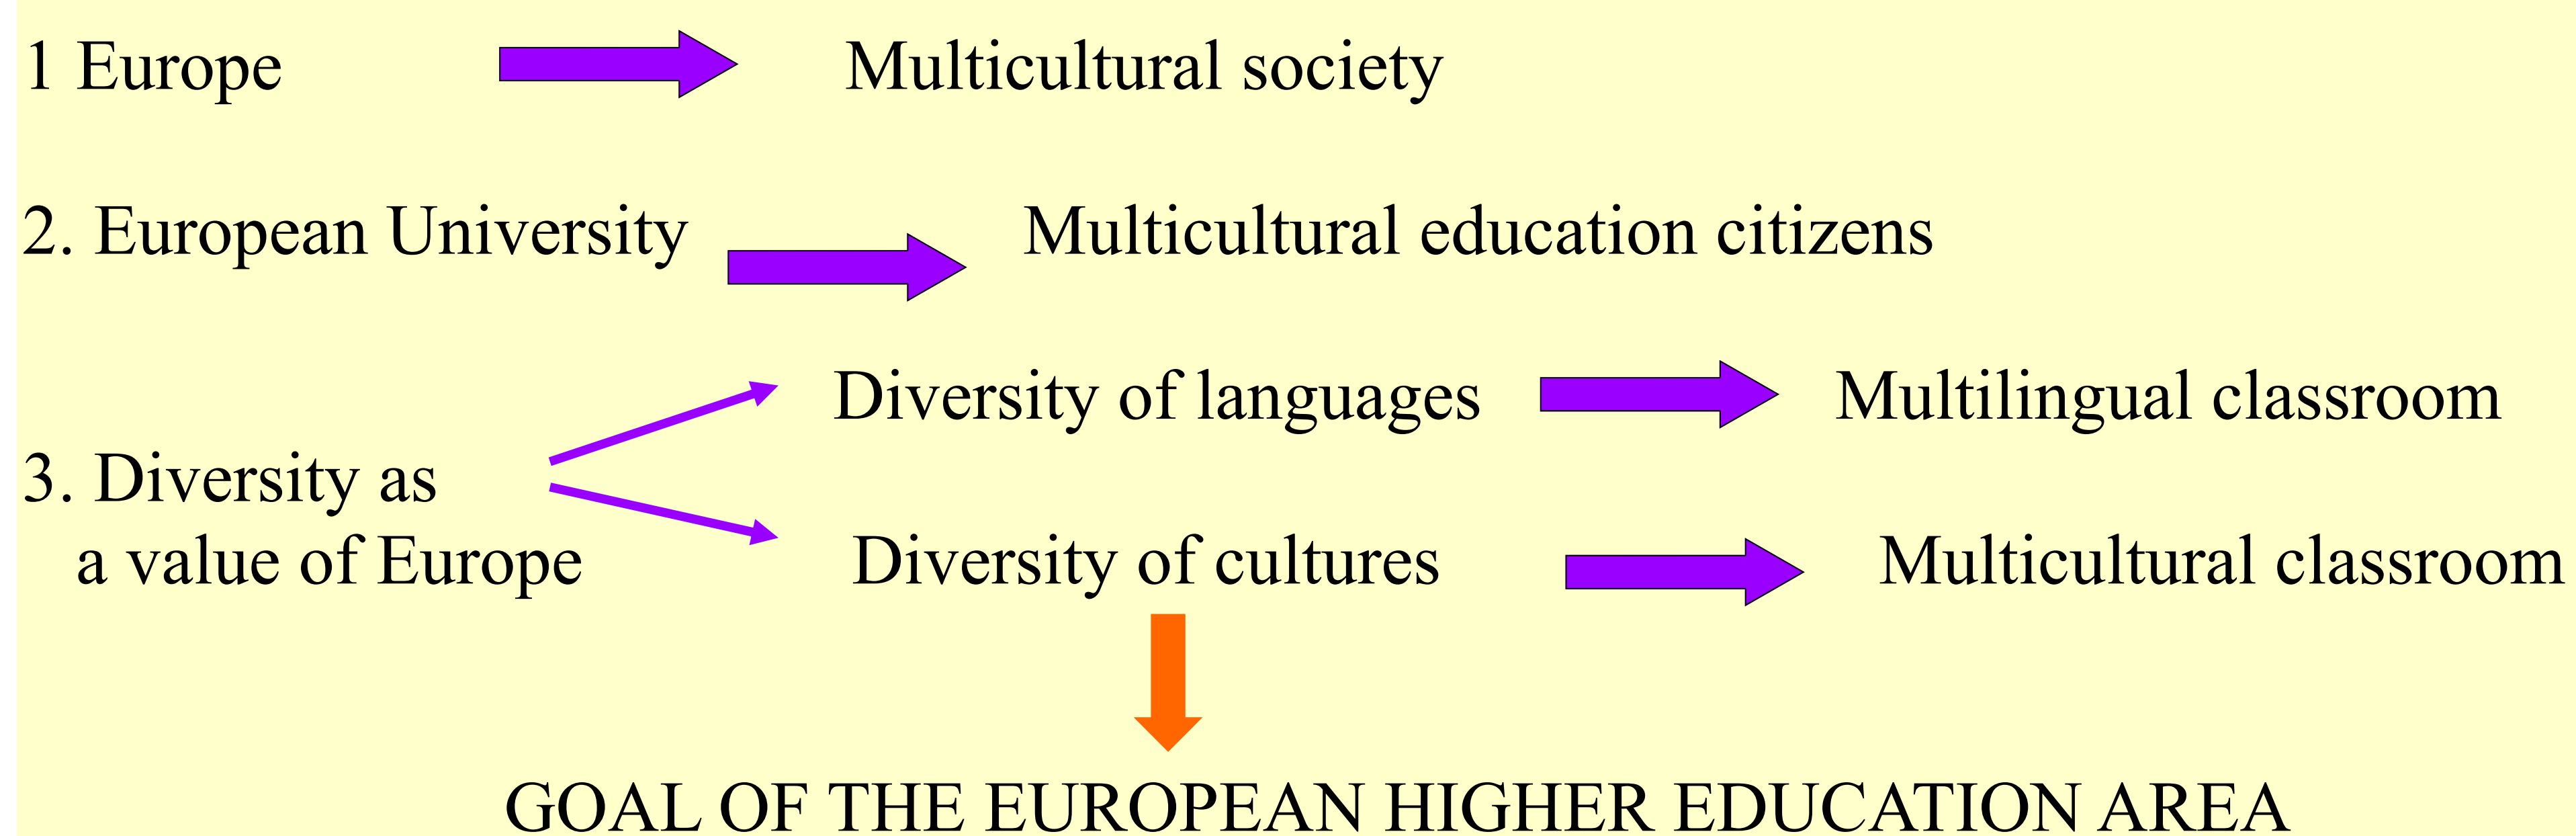 1 Europe Multicultural society
2. European University Multicultural education citizens
Diversity of languages Multilingual classroom
3. Diversity as
a value of Europe Diversity of cultures Multicultural classroom
GOAL OF THE EUROPEAN HIGHER EDUCATION AREA